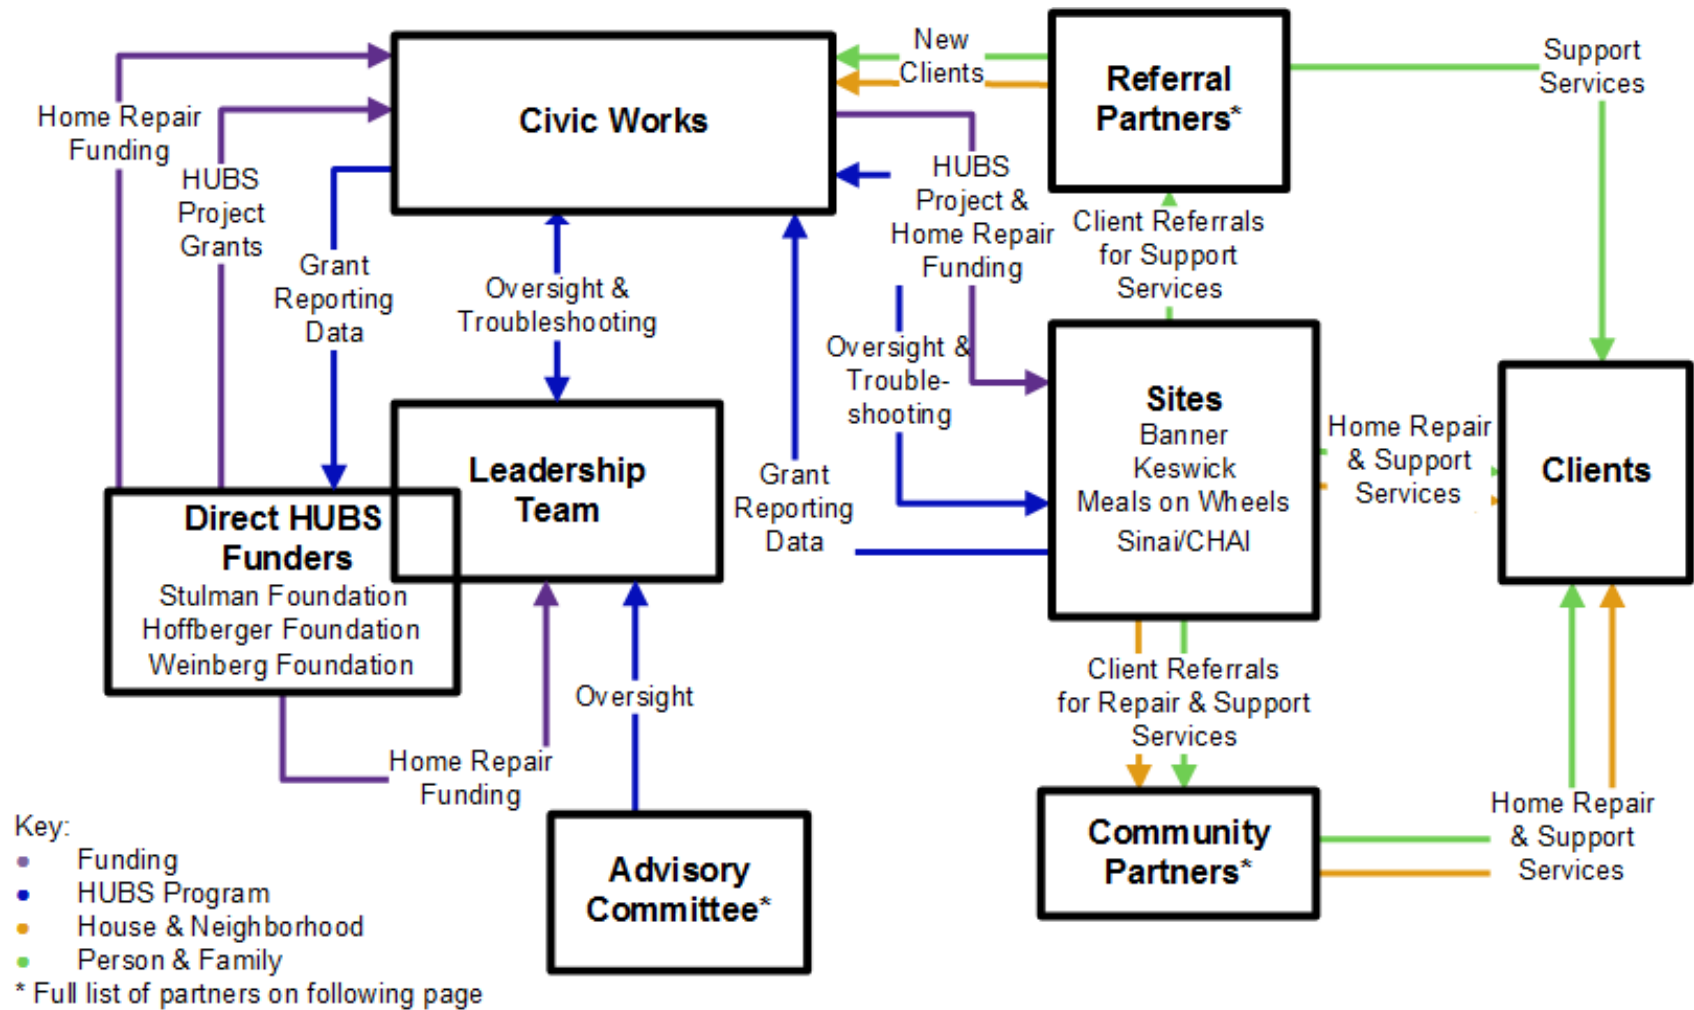 New
Clients
Referral
Partners*
Support
Services
Civic Works
Home Repair
Funding
HUBS
Project
Grants
HUBS
Project &
Home Repair
Funding
Client Referrals
for Support
Services
Grant
Reporting
Data
Oversight &
Troubleshooting
Oversight &
Trouble-
shooting
Sites
Banner
Keswick
Meals on Wheels
Sinai/CHAI
Home Repair
& Support
Services
Clients
Leadership
Team
Grant
Reporting
Data
Direct HUBS
Funders
Stulman Foundation
Hoffberger Foundation
Weinberg Foundation
Oversight
Client Referrals
for Repair & Support
Services
Home Repair
Funding
Community
Partners*
Home Repair
& Support
Services
Advisory
Committee*
Key:
• Funding
• HUBS Program
• House & Neighborhood
• Person & Family
* Full list of partners on following page